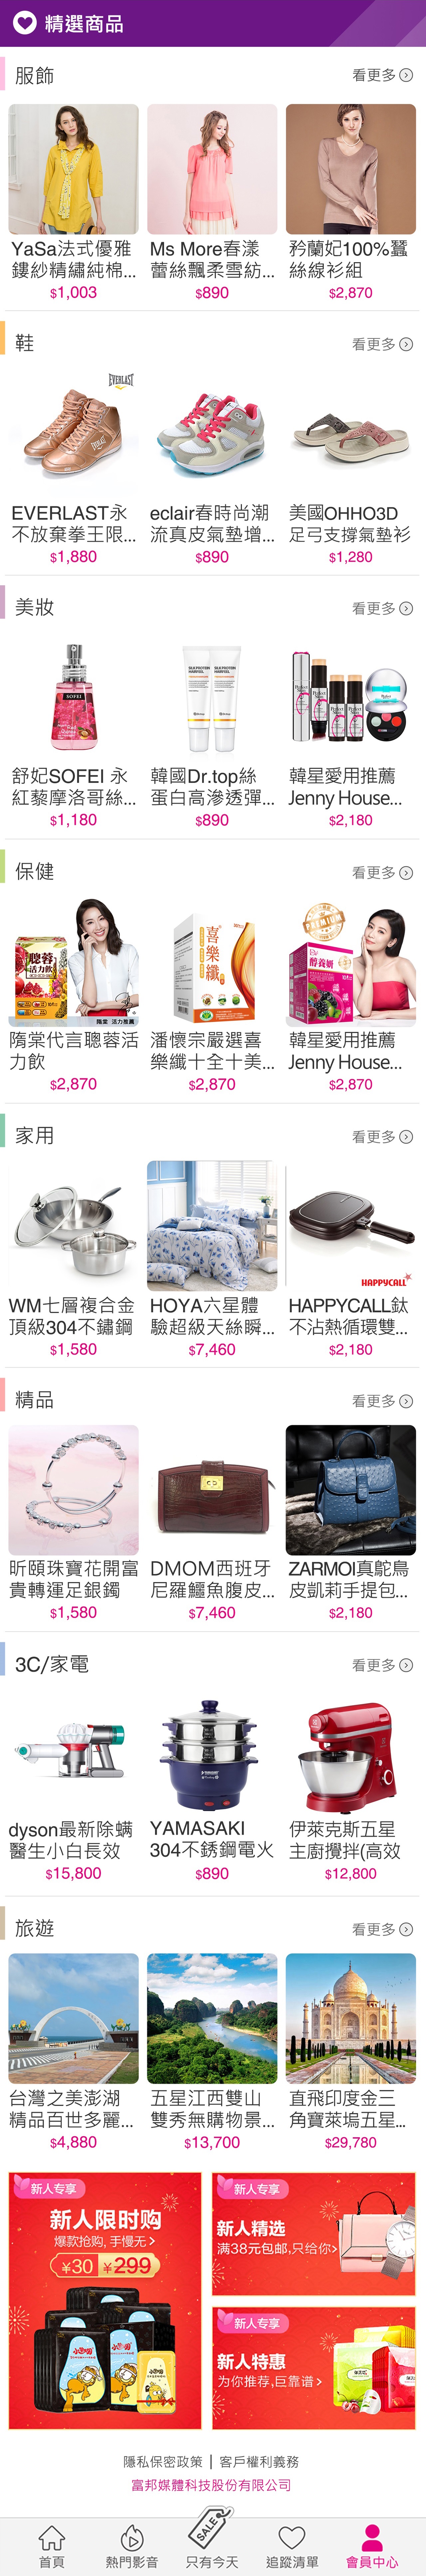 精選商品
服飾
看更多
YaSa法式優雅
鏤紗精繡純棉...
$1,003
Ms More春漾
蕾絲飄柔雪紡...
$890
矜蘭妃100%蠶
絲線衫組
$2,870
鞋
看更多
EVERLAST
EVERLAST永
不放棄拳王限...
$1,880
eclair春時尚潮
流真皮氣墊增...
$890
美國OHHO3D
足弓支撐氣墊衫
$1,280
美妝
看更多
SOFEI
舒妃SOFEI 永
紅藜摩洛哥絲...
$1,180
韓國Dr.top絲
蛋白高滲透彈...
$890
韓星愛用推薦
Jenny House...
$2,180
保健
看更多
聰蓉
活力飲
隋棠 活力推薦
隋棠代言聰蓉活
力飲
$2,870
喜樂纖
潘懷宗嚴選喜
樂纖十全十美...
$2,870
醇養妍
韓星愛用推薦
Jenny House...
$2,870
家用
看更多
WM七層複合金
頂級304不鏽鋼
$1,580
HOYA六星體
驗超級天絲瞬...
$7,460
HAPPYCALL
HAPPYCALL鈦
不沾熱循環雙...
$2,180
精品
看更多
昕頤珠寶花開富
貴轉運足銀鐲
$1,580
DMOM西班牙
尼羅鱷魚腹皮...
$7,460
ZARMOI真鴕鳥
皮凱莉手提包...
$2,180
3C/家電
看更多
dyson最新除螨
醫生小白長效
$15,800
YAMASAKI
304不銹鋼電火
$890
伊萊克斯五星
主廚攪拌(高效
$12,800
旅遊
看更多
台灣之美澎湖
精品百世多麗...
$4,880
五星江西雙山
雙秀無購物景...
$13,700
直飛印度金三
角寶萊塢五星...
$29,780
新人专享
新人限时购
爆款抢购, 手慢无>
¥30 ¥299
新人专享
新人精选
满38元包邮,只给你>
新人专享
新人特惠
为你推荐,巨靠谱>
隱私保密政策 | 客戶權利義務
富邦媒體科技股份有限公司
SALE
首頁
熱門影音
只有今天
追蹤清單
會員中心